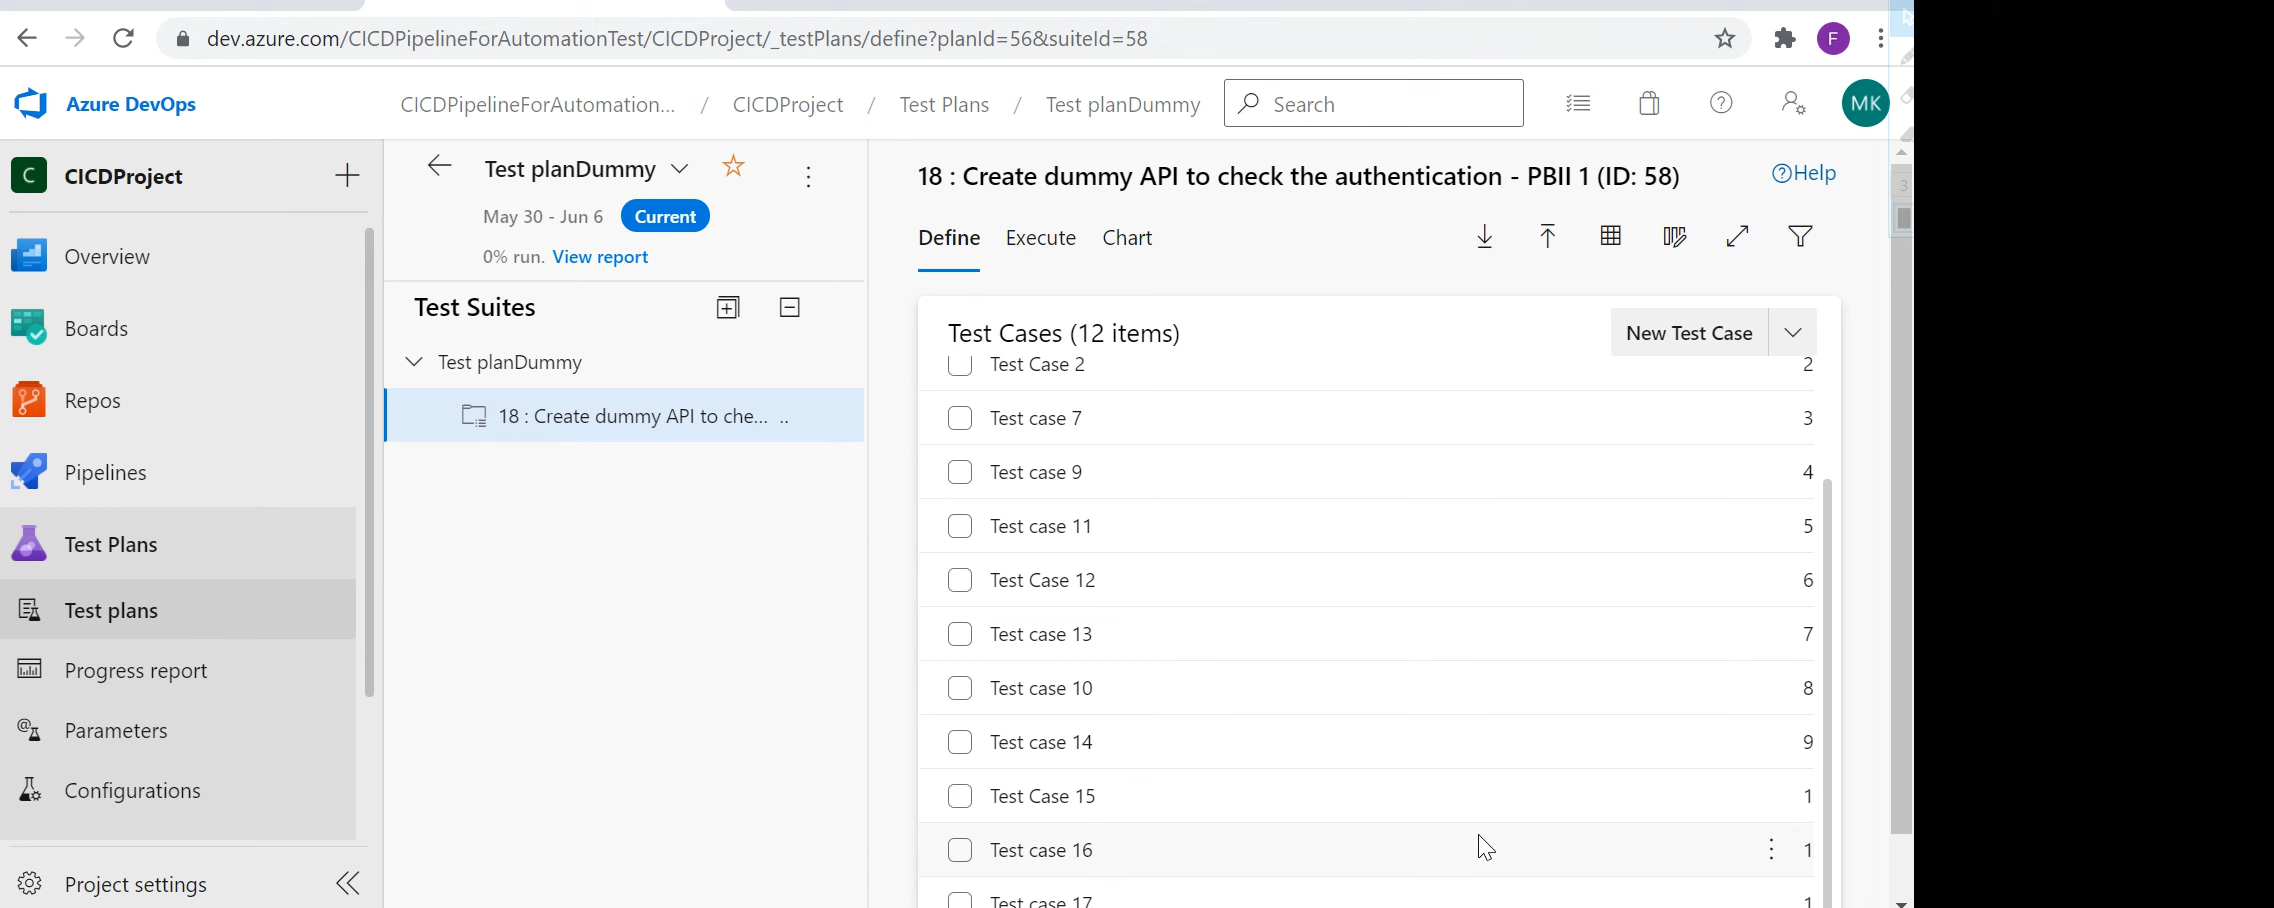 dev.azure.com/CICDPipelineForAutomationTest/CICDProject/_testPlans/define?planId=56&suiteId=58
F
Azure DevOps
CICDPipelineForAutomation... / CICDProject / Test Plans / Test planDummy
Search
MK
C CICDProject
Overview
Boards
Repos
Pipelines
Test Plans
Test plans
Progress report
Parameters
Configurations
Project settings
Test planDummy
May 30 - Jun 6 Current
0% run. View report
Test Suites
Test planDummy
18 : Create dummy API to che... ..
18 : Create dummy API to check the authentication - PBII 1 (ID: 58)
Help
Define Execute Chart
Test Cases (12 items)
New Test Case
Test Case 2 2
Test case 7 3
Test case 9 4
Test case 11 5
Test Case 12 6
Test case 13 7
Test case 10 8
Test case 14 9
Test Case 15 1
Test case 16 1
Test case 17 1
3